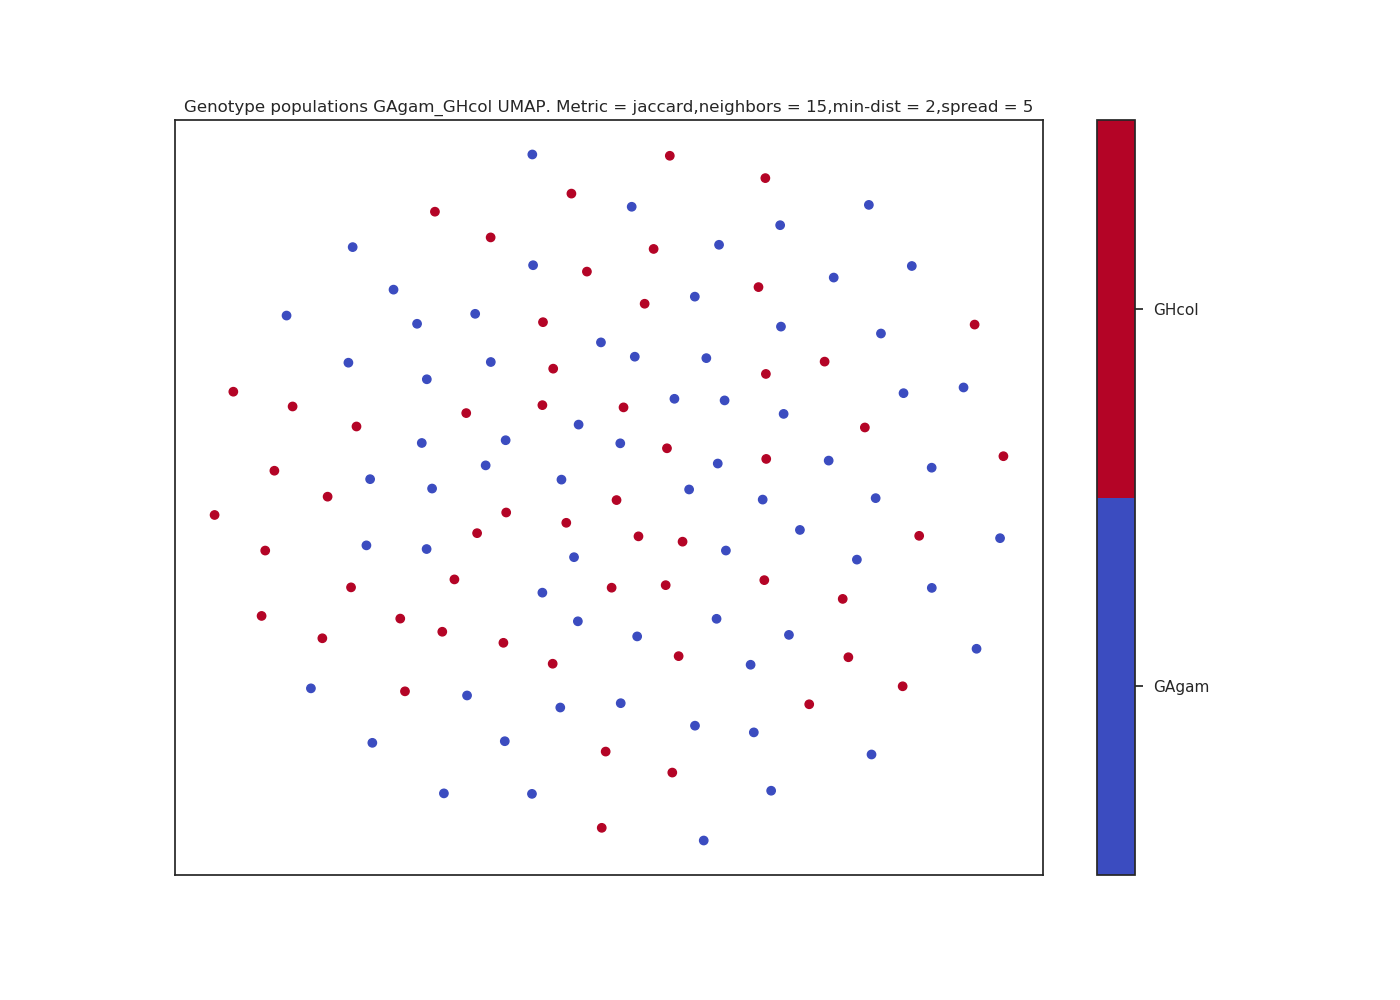 Genotype populations GAgam_GHcol UMAP. Metric = jaccard,neighbors = 15,min-dist = 2,spread = 5
GHcol
GAgam